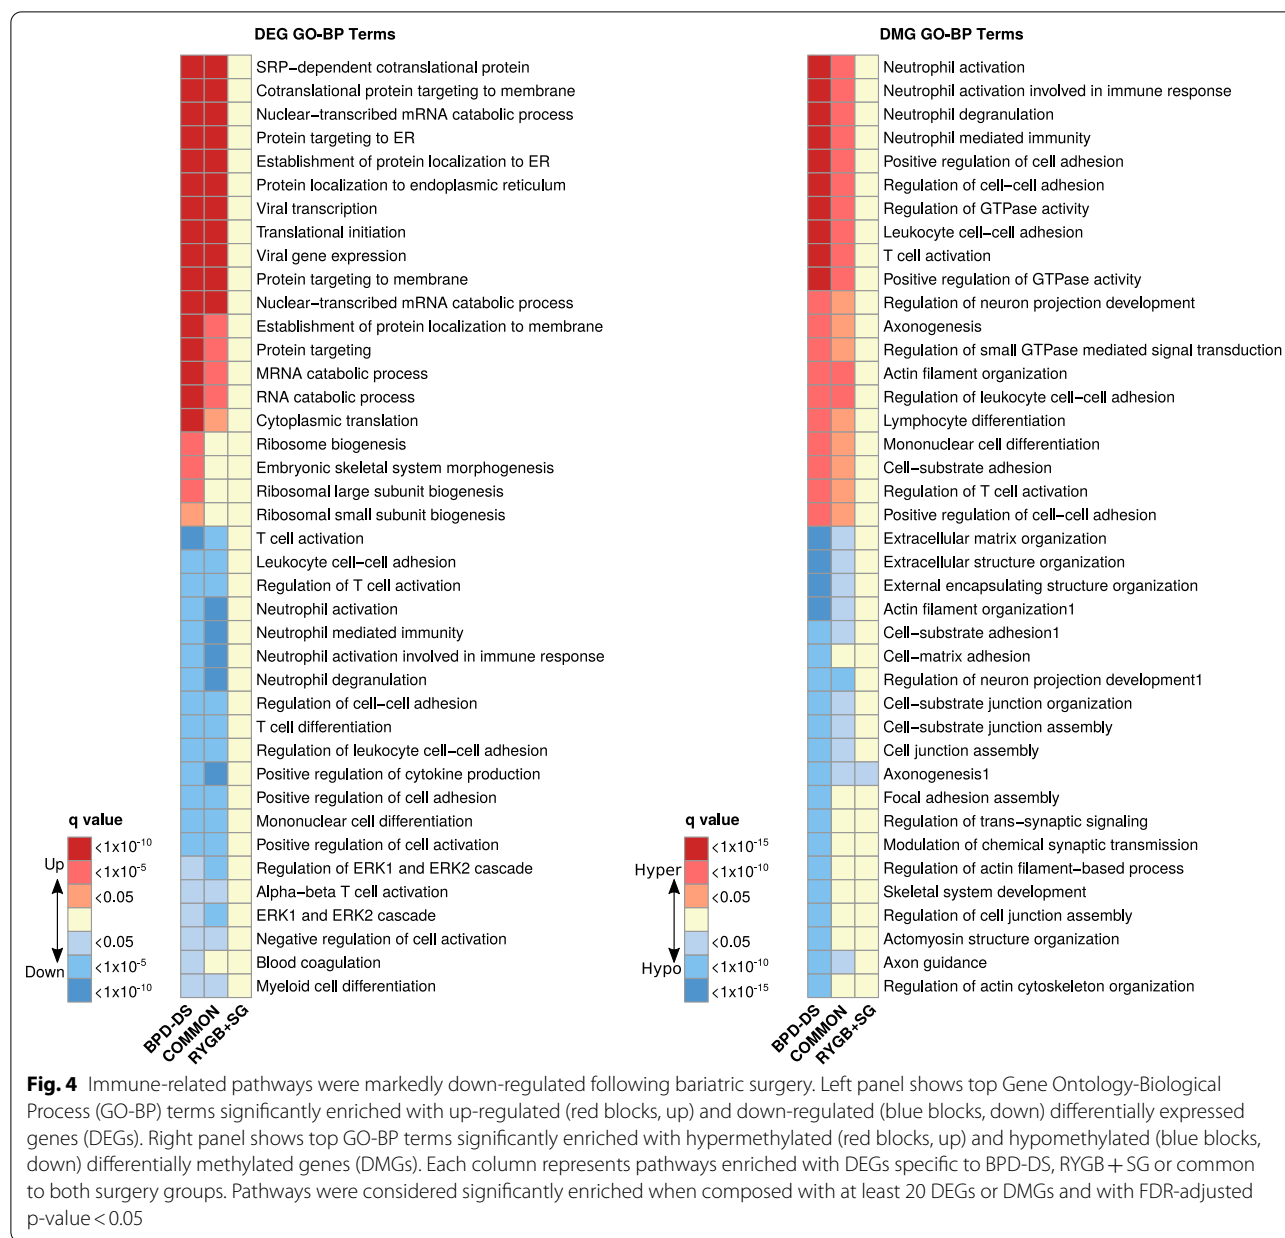 DEG GO-BP Terms
SRP-dependent cotranslational protein
Cotranslational protein targeting to membrane
Nuclear-transcribed mRNA catabolic process
Protein targeting to ER
Establishment of protein localization to ER
Protein localization to endoplasmic reticulum
Viral transcription
Translational initiation
Viral gene expression
Protein targeting to membrane
Nuclear-transcribed mRNA catabolic process
Establishment of protein localization to membrane
Protein targeting
MRNA catabolic process
RNA catabolic process
Cytoplasmic translation
Ribosome biogenesis
Embryonic skeletal system morphogenesis
Ribosomal large subunit biogenesis
Ribosomal small subunit biogenesis
T cell activation
Leukocyte cell-cell adhesion
Regulation of T cell activation
Neutrophil activation
Neutrophil mediated immunity
Neutrophil activation involved in immune response
Neutrophil degranulation
Regulation of cell-cell adhesion
T cell differentiation
Regulation of leukocyte cell-cell adhesion
Positive regulation of cytokine production
Positive regulation of cell adhesion
Mononuclear cell differentiation
Positive regulation of cell activation
Regulation of ERK1 and ERK2 cascade
Alpha-beta T cell activation
ERK1 and ERK2 cascade
Negative regulation of cell activation
Blood coagulation
Myeloid cell differentiation
q value
Up
<1x10⁻¹⁰
<1x10⁻⁵
<0.05
<0.05
<1x10⁻⁵
<1x10⁻¹⁰
Down
BPD-DS
COMMON
RYGB+SG
DMG GO-BP Terms
Neutrophil activation
Neutrophil activation involved in immune response
Neutrophil degranulation
Neutrophil mediated immunity
Positive regulation of cell adhesion
Regulation of cell-cell adhesion
Regulation of GTPase activity
Leukocyte cell-cell adhesion
T cell activation
Positive regulation of GTPase activity
Regulation of neuron projection development
Axonogenesis
Regulation of small GTPase mediated signal transduction
Actin filament organization
Regulation of leukocyte cell-cell adhesion
Lymphocyte differentiation
Mononuclear cell differentiation
Cell-substrate adhesion
Regulation of T cell activation
Positive regulation of cell-cell adhesion
Extracellular matrix organization
Extracellular structure organization
External encapsulating structure organization
Actin filament organization1
Cell-substrate adhesion1
Cell-matrix adhesion
Regulation of neuron projection development1
Cell-substrate junction organization
Cell-substrate junction assembly
Cell junction assembly
Axonogenesis1
Focal adhesion assembly
Regulation of trans-synaptic signaling
Modulation of chemical synaptic transmission
Regulation of actin filament-based process
Skeletal system development
Regulation of cell junction assembly
Actomyosin structure organization
Axon guidance
Regulation of actin cytoskeleton organization
q value
Hyper
<1x10⁻¹⁵
<1x10⁻¹⁰
<0.05
<0.05
<1x10⁻¹⁰
<1x10⁻¹⁵
Hypo
BPD-DS
COMMON
RYGB+SG
Fig. 4 Immune-related pathways were markedly down-regulated following bariatric surgery. Left panel shows top Gene Ontology-Biological
Process (GO-BP) terms significantly enriched with up-regulated (red blocks, up) and down-regulated (blue blocks, down) differentially expressed
genes (DEGs). Right panel shows top GO-BP terms significantly enriched with hypermethylated (red blocks, up) and hypomethylated (blue blocks,
down) differentially methylated genes (DMGs). Each column represents pathways enriched with DEGs specific to BPD-DS, RYGB + SG or common
to both surgery groups. Pathways were considered significantly enriched when composed with at least 20 DEGs or DMGs and with FDR-adjusted
p-value < 0.05